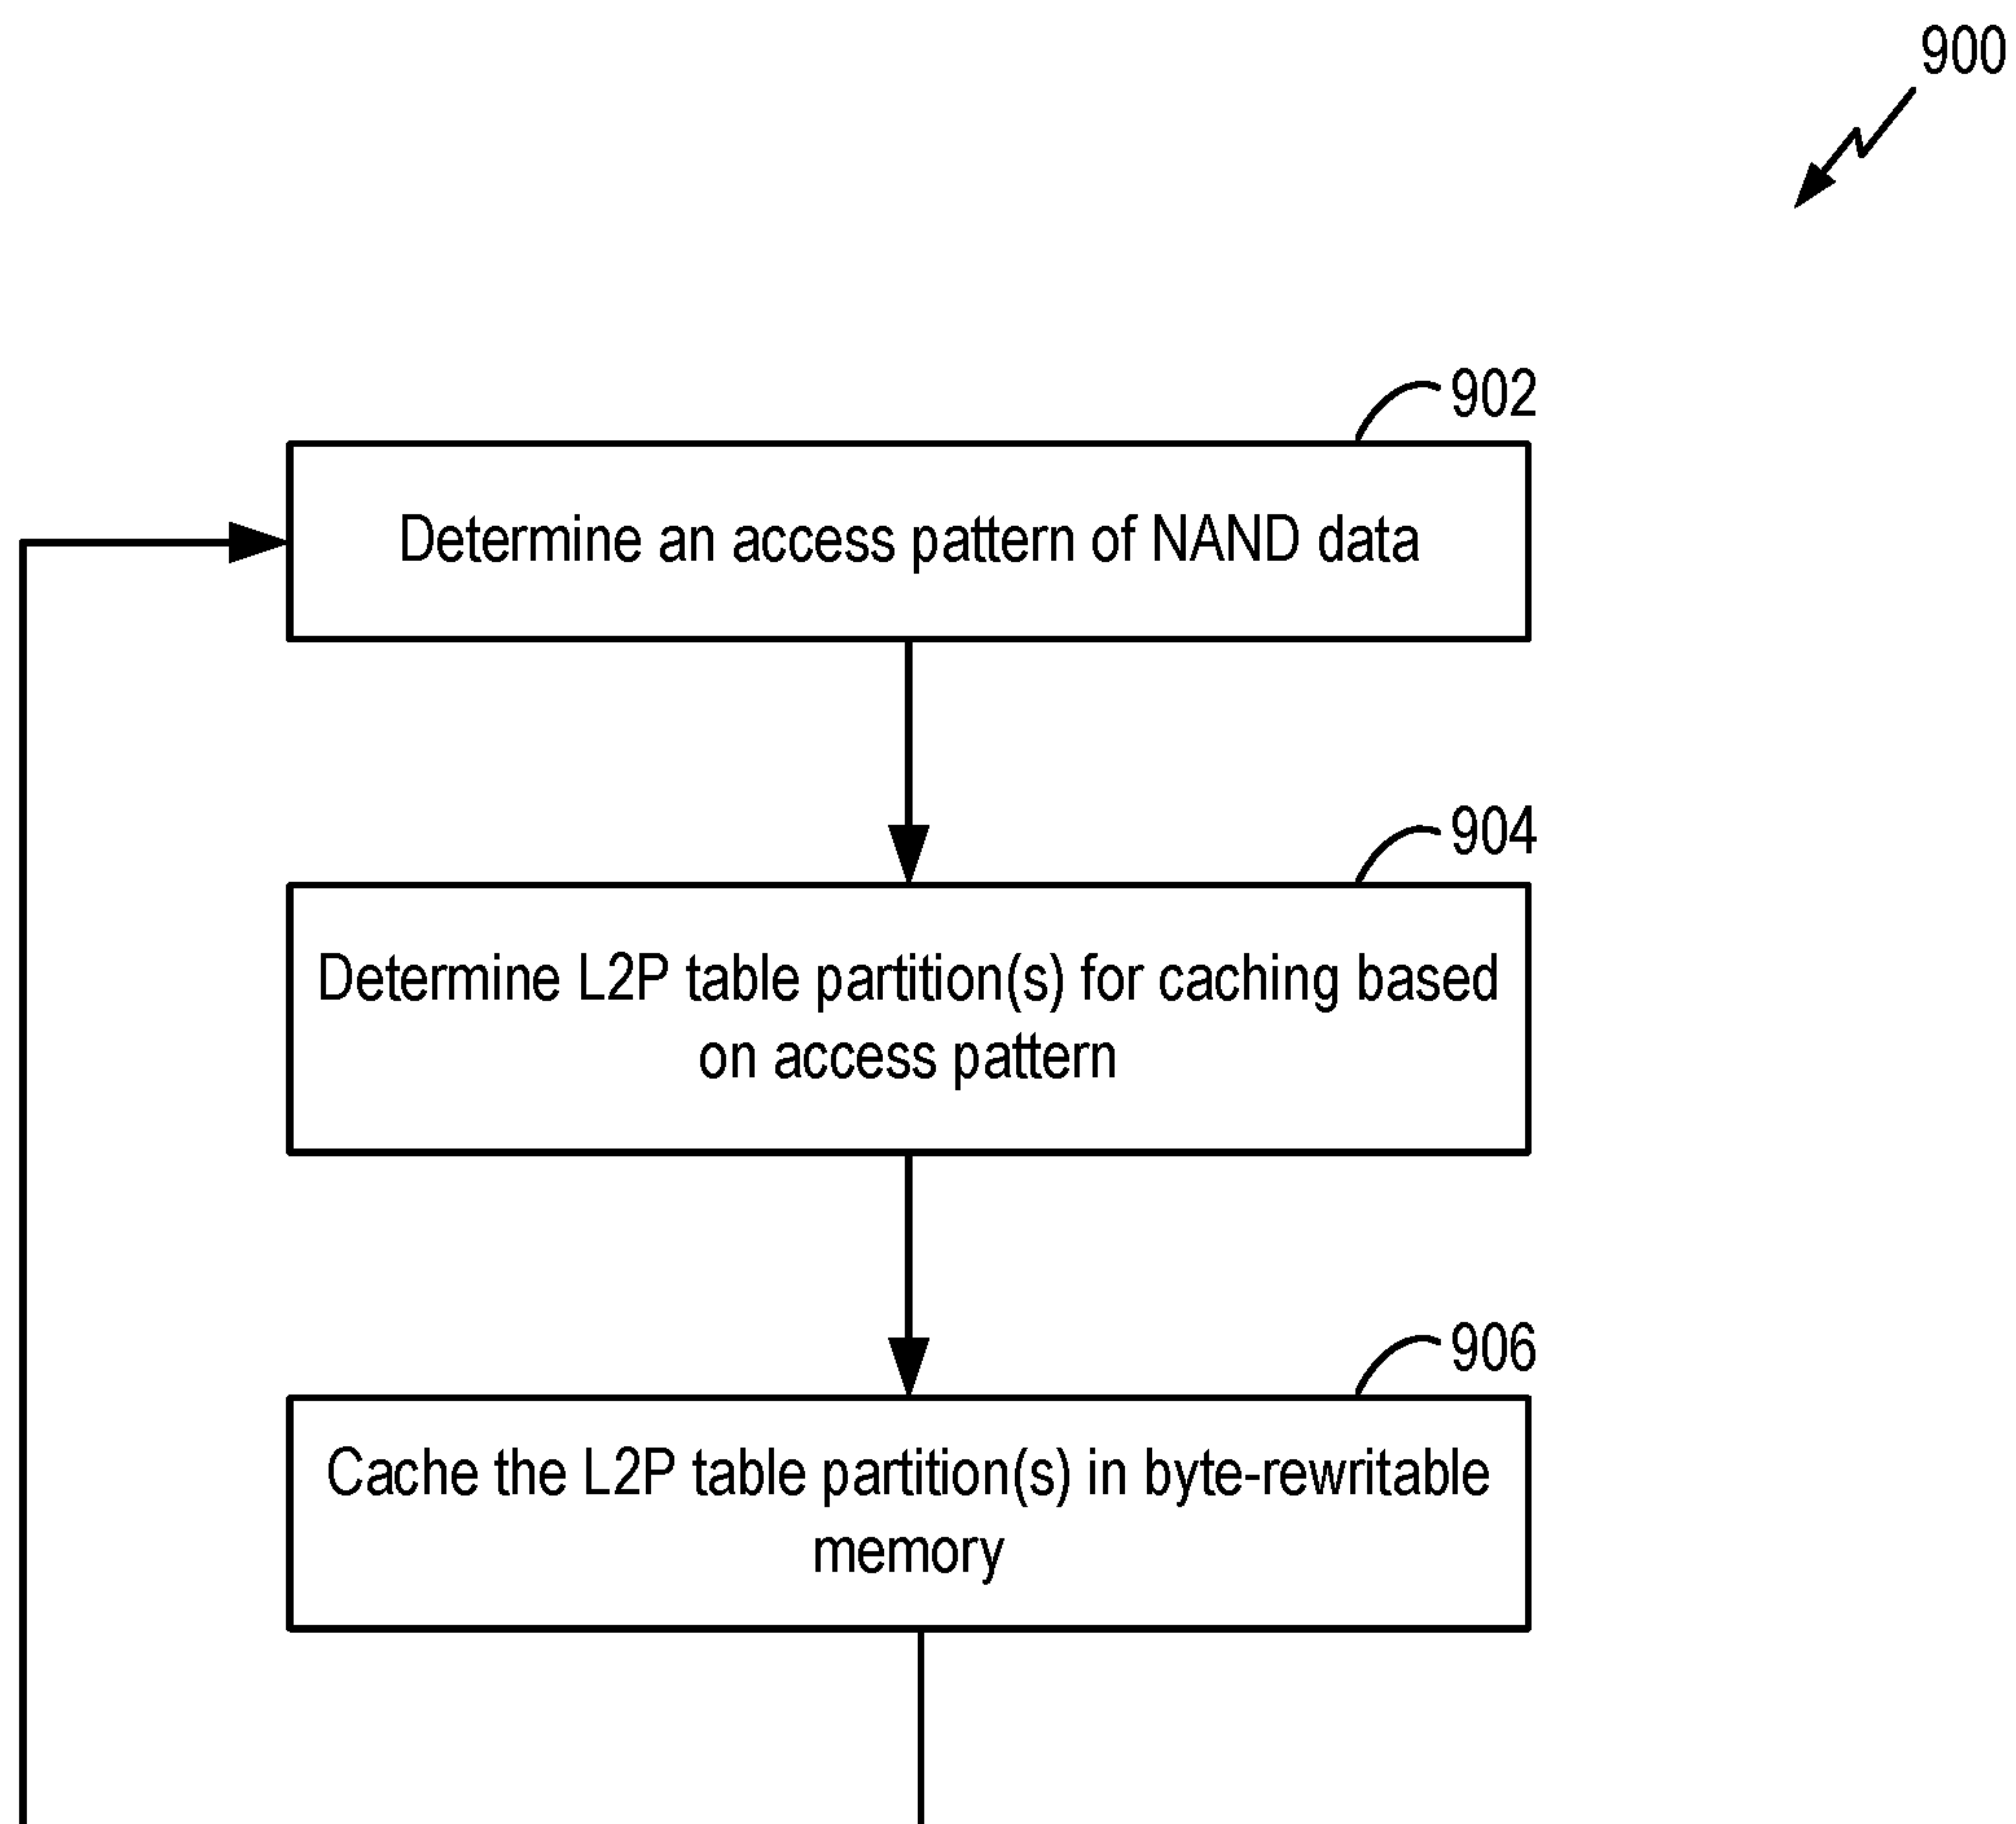 900
902
Determine an access pattern of NAND data
904
Determine L2P table partition(s) for caching based
on access pattern
906
Cache the L2P table partition(s) in byte-rewritable
memory